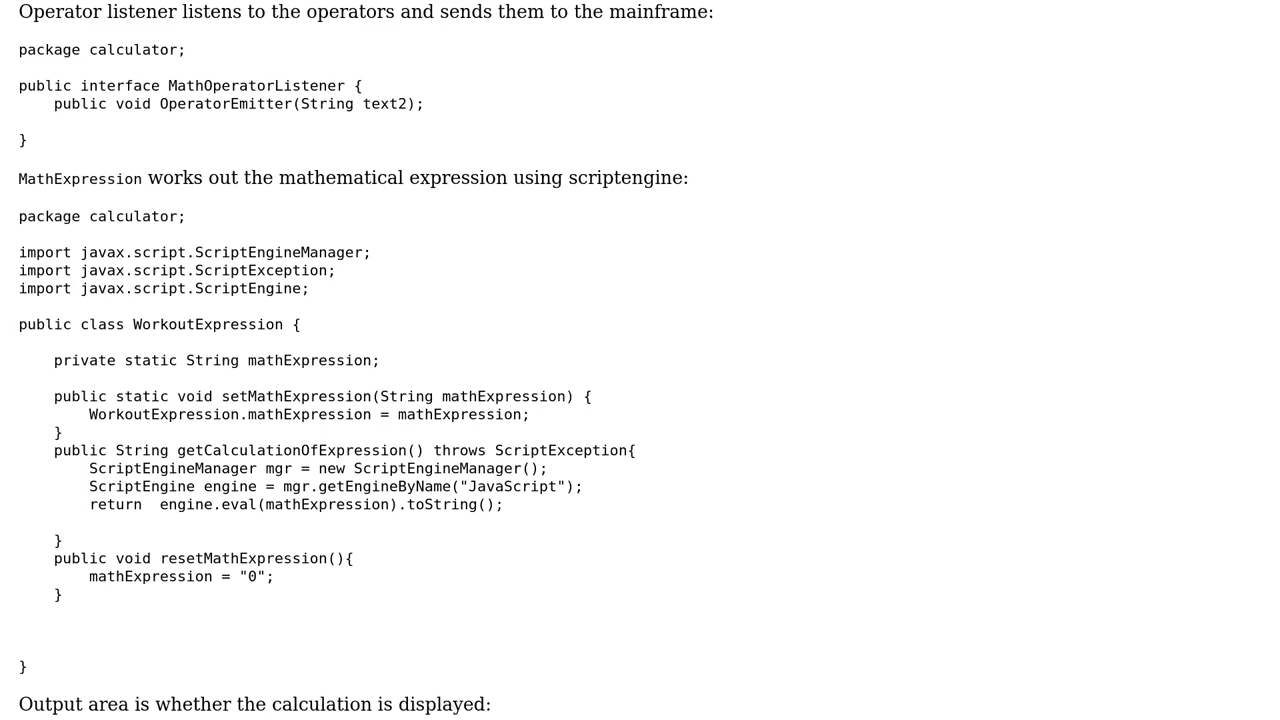 Operator listener listens to the operators and sends them to the mainframe:
package calculator;
public interface MathOperatorListener {
    public void OperatorEmitter(String text2);
}
MathExpression works out the mathematical expression using scriptengine:
package calculator;
import javax.script.ScriptEngineManager;
import javax.script.ScriptException;
import javax.script.ScriptEngine;
public class WorkoutExpression {
    private static String mathExpression;
    public static void setMathExpression(String mathExpression) {
        WorkoutExpression.mathExpression = mathExpression;
    }
    public String getCalculationOfExpression() throws ScriptException{
        ScriptEngineManager mgr = new ScriptEngineManager();
        ScriptEngine engine = mgr.getEngineByName("JavaScript");
        return  engine.eval(mathExpression).toString();
    }
    public void resetMathExpression(){
        mathExpression = "0";
    }
}
Output area is whether the calculation is displayed: